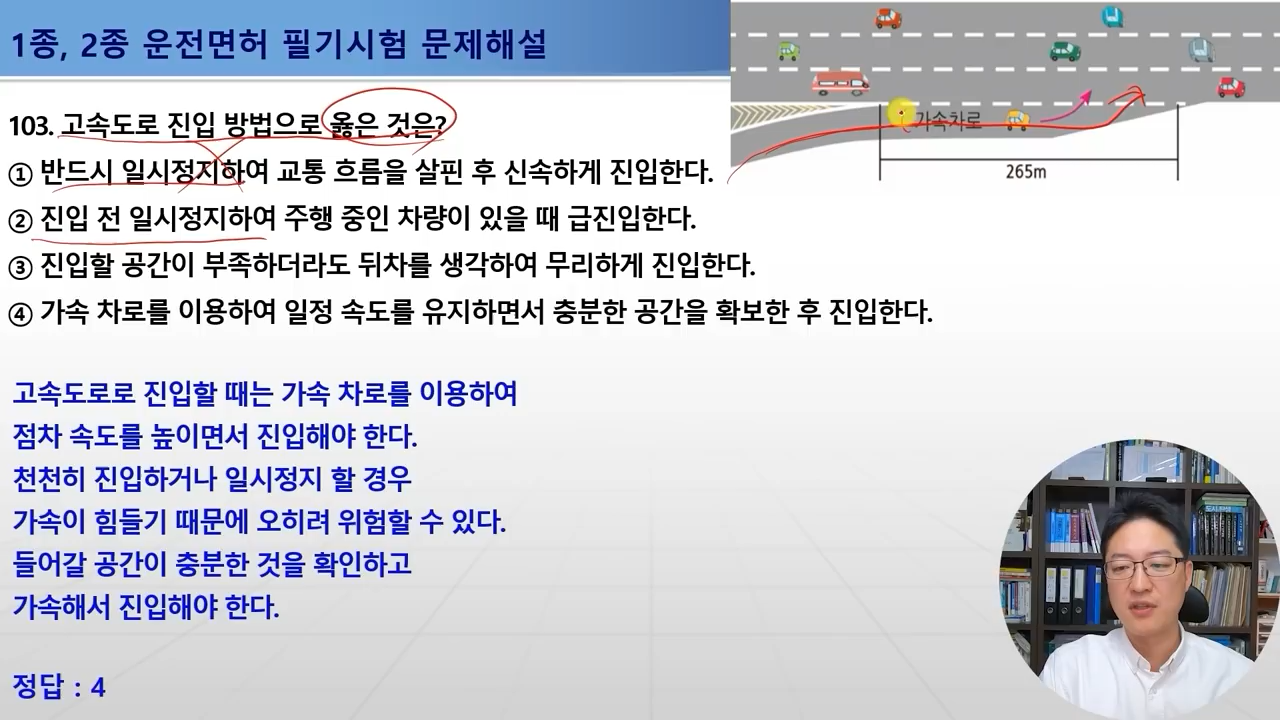 1종, 2종 운전면허 필기시험 문제해설
가속차로
265m
103. 고속도로 진입 방법으로 옳은 것은?
① 반드시 일시정지하여 교통 흐름을 살핀 후 신속하게 진입한다.
② 진입 전 일시정지하여 주행 중인 차량이 있을 때 급진입한다.
③ 진입할 공간이 부족하더라도 뒤차를 생각하여 무리하게 진입한다.
④ 가속 차로를 이용하여 일정 속도를 유지하면서 충분한 공간을 확보한 후 진입한다.
고속도로로 진입할 때는 가속 차로를 이용하여
점차 속도를 높이면서 진입해야 한다.
천천히 진입하거나 일시정지 할 경우
가속이 힘들기 때문에 오히려 위험할 수 있다.
들어갈 공간이 충분한 것을 확인하고
가속해서 진입해야 한다.
정답 : 4